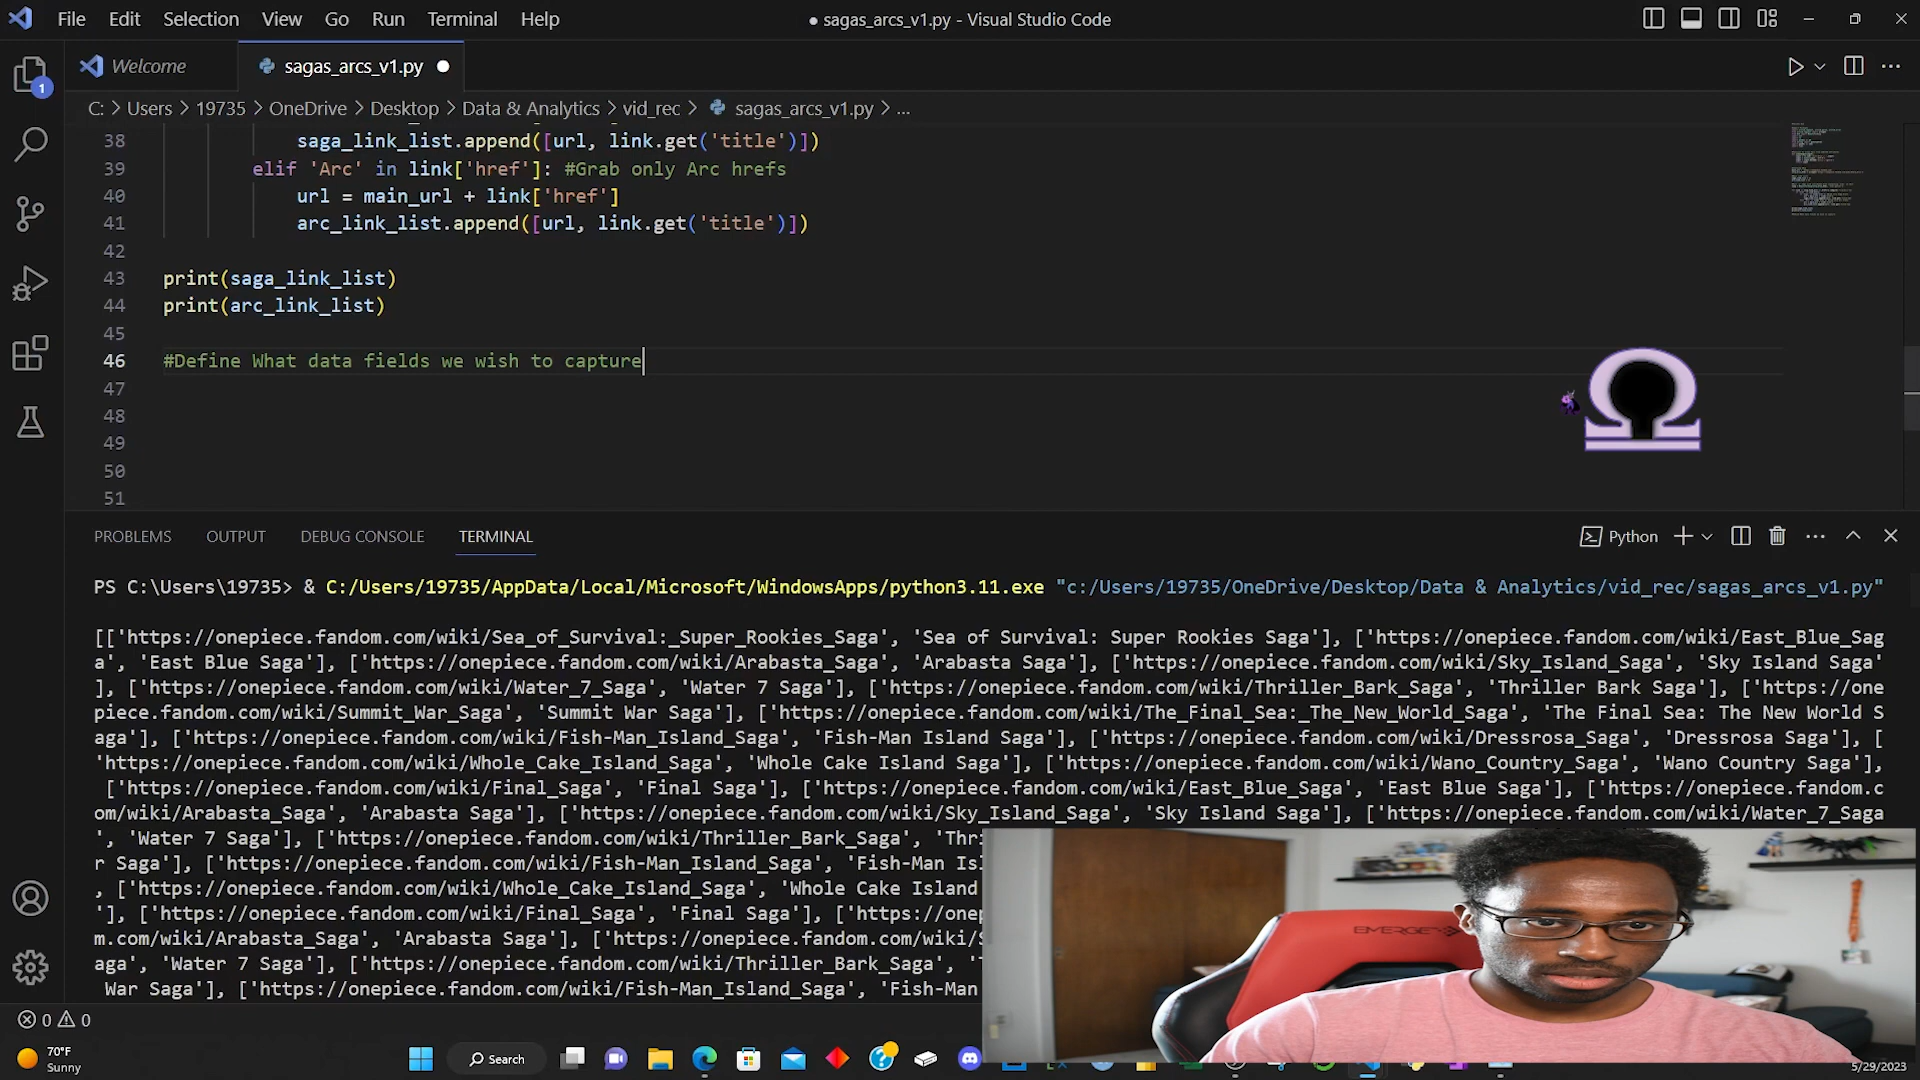 File Edit Selection View Go Run Terminal Help
● sagas_arcs_v1.py - Visual Studio Code
Welcome
sagas_arcs_v1.py
C: > Users > 19735 > OneDrive > Desktop > Data & Analytics > vid_rec > sagas_arcs_v1.py > ...
38 saga_link_list.append([url, link.get('title')])
39 elif 'Arc' in link['href']: #Grab only Arc hrefs
40 url = main_url + link['href']
41 arc_link_list.append([url, link.get('title')])
42
43 print(saga_link_list)
44 print(arc_link_list)
45
46 #Define What data fields we wish to capture
47
48
49
50
51
PROBLEMS OUTPUT DEBUG CONSOLE TERMINAL
Python
PS C:\Users\19735> & C:/Users/19735/AppData/Local/Microsoft/WindowsApps/python3.11.exe "c:/Users/19735/OneDrive/Desktop/Data & Analytics/vid_rec/sagas_arcs_v1.py"
[['https://onepiece.fandom.com/wiki/Sea_of_Survival:_Super_Rookies_Saga', 'Sea of Survival: Super Rookies Saga'], ['https://onepiece.fandom.com/wiki/East_Blue_Sag
a', 'East Blue Saga'], ['https://onepiece.fandom.com/wiki/Arabasta_Saga', 'Arabasta Saga'], ['https://onepiece.fandom.com/wiki/Sky_Island_Saga', 'Sky Island Saga'
], ['https://onepiece.fandom.com/wiki/Water_7_Saga', 'Water 7 Saga'], ['https://onepiece.fandom.com/wiki/Thriller_Bark_Saga', 'Thriller Bark Saga'], ['https://one
piece.fandom.com/wiki/Summit_War_Saga', 'Summit War Saga'], ['https://onepiece.fandom.com/wiki/The_Final_Sea:_The_New_World_Saga', 'The Final Sea: The New World S
aga'], ['https://onepiece.fandom.com/wiki/Fish-Man_Island_Saga', 'Fish-Man Island Saga'], ['https://onepiece.fandom.com/wiki/Dressrosa_Saga', 'Dressrosa Saga'], [
'https://onepiece.fandom.com/wiki/Whole_Cake_Island_Saga', 'Whole Cake Island Saga'], ['https://onepiece.fandom.com/wiki/Wano_Country_Saga', 'Wano Country Saga'],
['https://onepiece.fandom.com/wiki/Final_Saga', 'Final Saga'], ['https://onepiece.fandom.com/wiki/East_Blue_Saga', 'East Blue Saga'], ['https://onepiece.fandom.c
om/wiki/Arabasta_Saga', 'Arabasta Saga'], ['https://onepiece.fandom.com/wiki/Sky_Island_Saga', 'Sky Island Saga'], ['https://onepiece.fandom.com/wiki/Water_7_Saga
', 'Water 7 Saga'], ['https://onepiece.fandom.com/wiki/Thriller_Bark_Saga', 'Thri
r Saga'], ['https://onepiece.fandom.com/wiki/Fish-Man_Island_Saga', 'Fish-Man Isl
, ['https://onepiece.fandom.com/wiki/Whole_Cake_Island_Saga', 'Whole Cake Island
'], ['https://onepiece.fandom.com/wiki/Final_Saga', 'Final Saga'], ['https://onep
m.com/wiki/Arabasta_Saga', 'Arabasta Saga'], ['https://onepiece.fandom.com/wiki/S
aga', 'Water 7 Saga'], ['https://onepiece.fandom.com/wiki/Thriller_Bark_Saga', '
War Saga'], ['https://onepiece.fandom.com/wiki/Fish-Man_Island_Saga', 'Fish-Man
0 0
70°F
Sunny
Search
5/29/2023